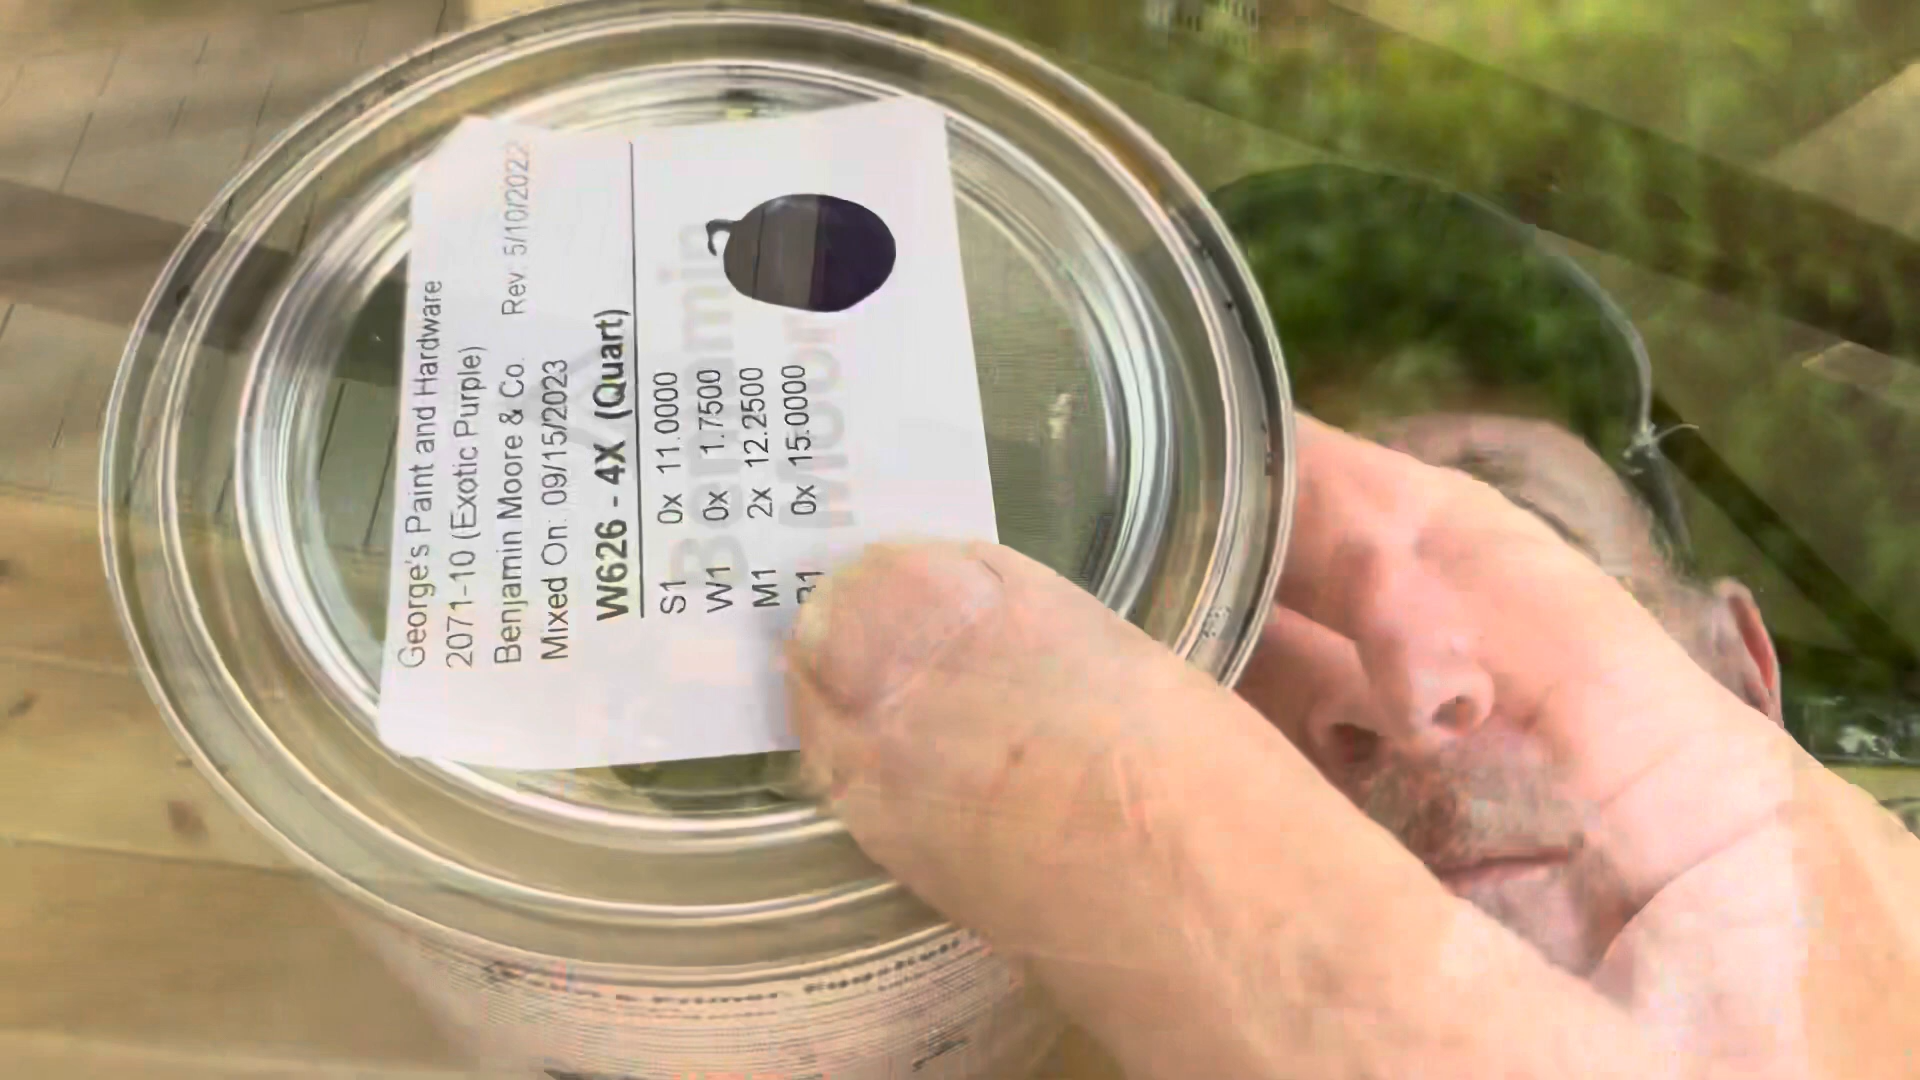 George's Paint and Hardware
2071-10 (Exotic Purple)
Benjamin Moore & Co. Rev. 5/10/2022
Mixed On: 09/15/2023
W626 - 4X (Quart)
S1 0x 11.0000
W1 0x 1.7500
M1 2x 12.2500
0x 15.0000
Benjamin
Moore